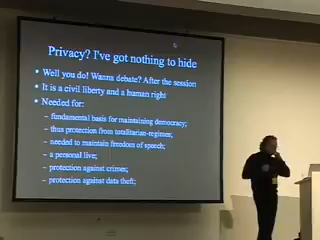 Privacy? I've got nothing to hide
• Well you do! Wanna debate? After the session
• It is a civil liberty and a human right
• Needed for:
– fundamental basis for maintaining democracy;
– thus protection from totalitarian-regimes;
– needed to maintain freedom of speech;
– a personal live;
– protection against crimes;
– protection against data theft;